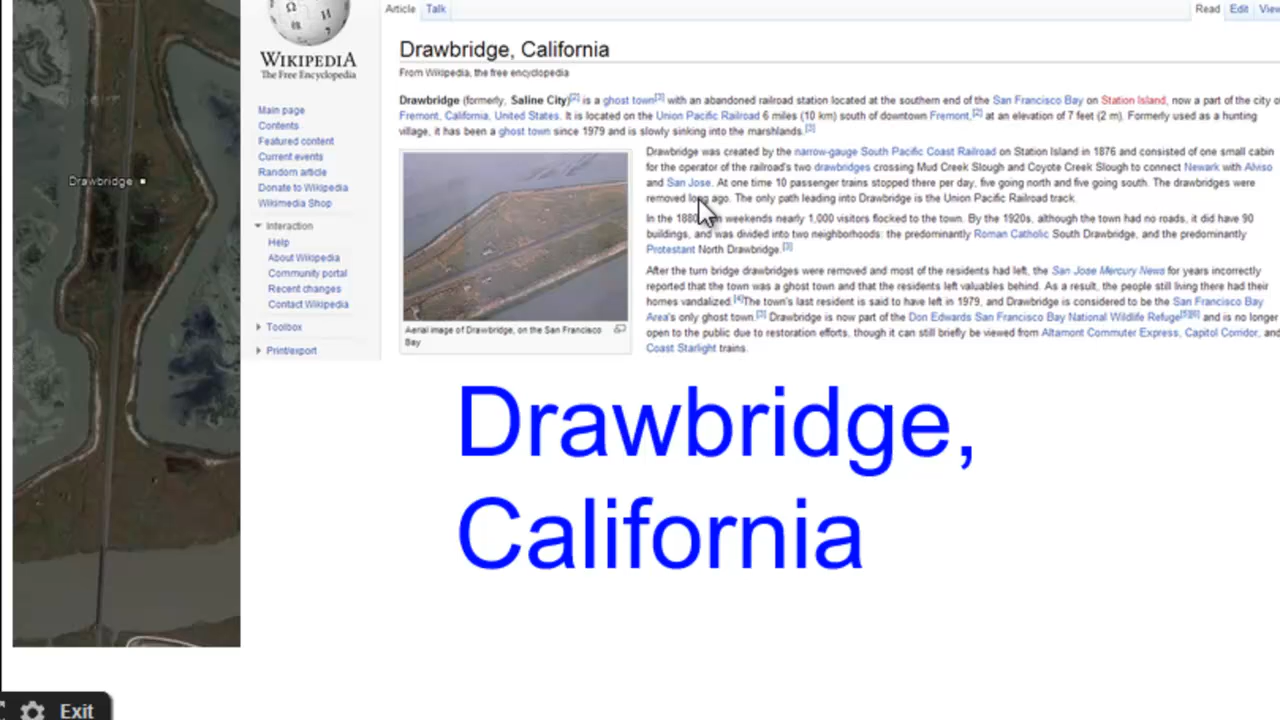 Article Talk Read Edit View
WIKIPEDIA
The Free Encyclopedia
Main page
Contents
Featured content
Current events
Random article
Donate to Wikipedia
Wikimedia Shop
Interaction
Help
About Wikipedia
Community portal
Recent changes
Contact Wikipedia
Toolbox
Print/export
Drawbridge, California
From Wikipedia, the free encyclopedia
Drawbridge (formerly, Saline City)[2] is a ghost town[3] with an abandoned railroad station located at the southern end of the San Francisco Bay on Station Island, now a part of the city o
Fremont, California, United States. It is located on the Union Pacific Railroad 6 miles (10 km) south of downtown Fremont,[2] at an elevation of 7 feet (2 m). Formerly used as a hunting
village, it has been a ghost town since 1979 and is slowly sinking into the marshlands.[3]
Drawbridge was created by the narrow-gauge South Pacific Coast Railroad on Station Island in 1876 and consisted of one small cabin
for the operator of the railroad's two drawbridges crossing Mud Creek Slough and Coyote Creek Slough to connect Newark with Alviso
and San Jose. At one time 10 passenger trains stopped there per day, five going north and five going south. The drawbridges were
removed long ago. The only path leading into Drawbridge is the Union Pacific Railroad track.
In the 1880 weekends nearly 1,000 visitors flocked to the town. By the 1920s, although the town had no roads, it did have 90
buildings, and was divided into two neighborhoods: the predominantly Roman Catholic South Drawbridge, and the predominantly
Protestant North Drawbridge.[3]
After the turn bridge drawbridges were removed and most of the residents had left, the San Jose Mercury News for years incorrectly
reported that the town was a ghost town and that the residents left valuables behind. As a result, the people still living there had their
homes vandalized.[4]The town's last resident is said to have left in 1979, and Drawbridge is considered to be the San Francisco Bay
Area's only ghost town.[3] Drawbridge is now part of the Don Edwards San Francisco Bay National Wildlife Refuge[5][6] and is no longer
open to the public due to restoration efforts, though it can still briefly be viewed from Altamont Commuter Express, Capitol Corridor, and
Coast Starlight trains.
Aerial image of Drawbridge, on the San Francisco
Bay
Drawbridge
Drawbridge,
California
Exit